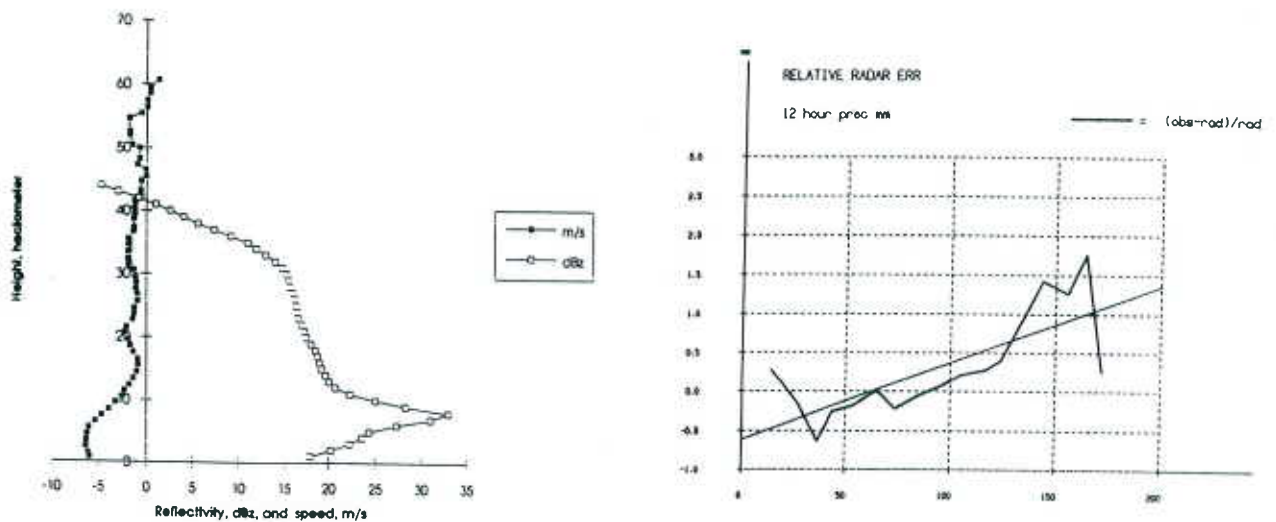 70
60
50
40
30
20
10
0
Height, hectometer
-10 -5 0 5 10 15 20 25 30 35
Reflectivity, dBz, and speed, m/s
m/s
dBz
RELATIVE RADAR ERR
12 hour prec mm
= (obs-rad)/rad
3.0
2.5
2.0
1.5
1.0
0.5
0.0
-0.5
-1.0
0 50 100 150 200